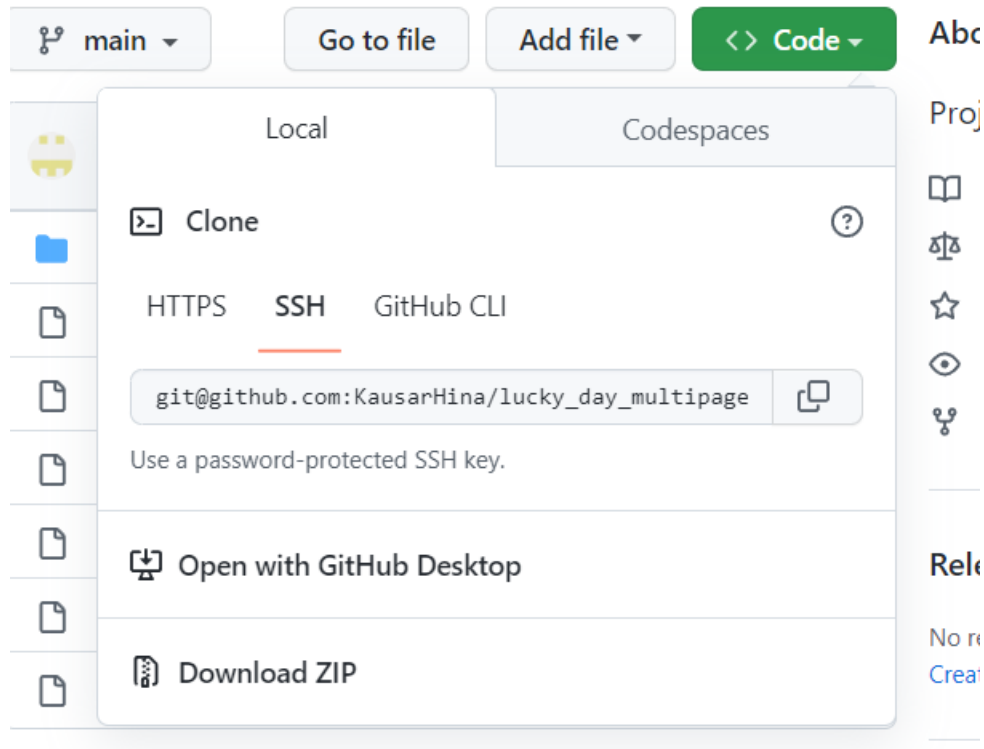 main Go to file Add file <> Code Abo
Local Codespaces Proj
Clone
HTTPS SSH GitHub CLI
git@github.com:KausarHina/lucky_day_multipage
Use a password-protected SSH key.
Open with GitHub Desktop Rele
No re
Download ZIP Creat